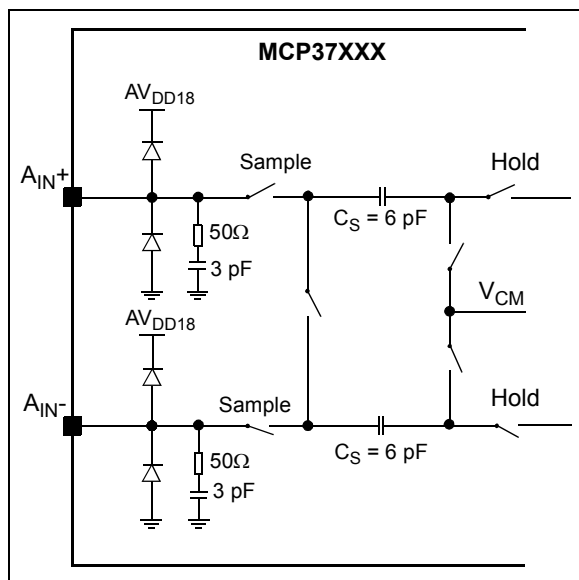 MCP37XXX
AVDD18
AIN+
Sample
Hold
CS = 6 pF
50Ω
3 pF
VCM
AVDD18
AIN-
Sample
Hold
CS = 6 pF
50Ω
3 pF